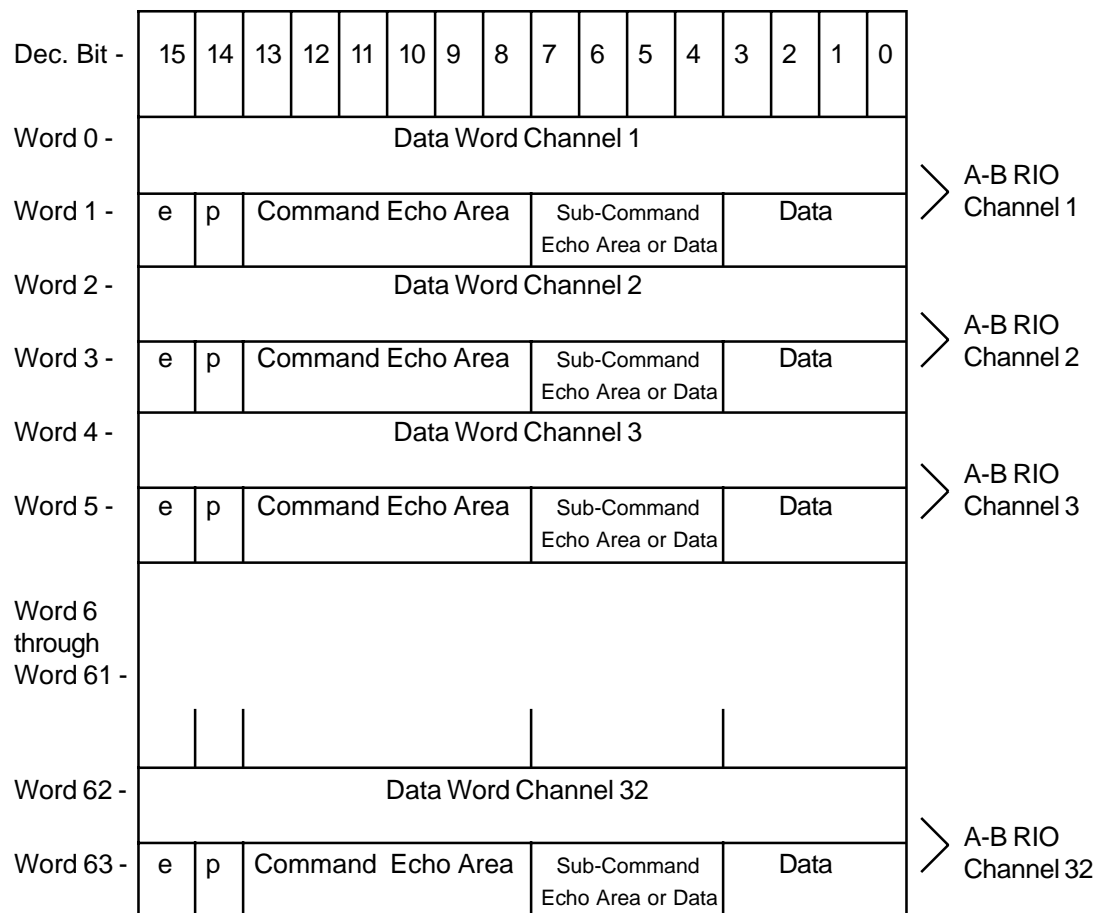 Dec. Bit - 15 14 13 12 11 10 9 8 7 6 5 4 3 2 1 0
Word 0 - Data Word Channel 1
A-B RIO
Channel 1
Word 1 - e p Command Echo Area Sub-Command Data
Echo Area or Data
Word 2 - Data Word Channel 2
A-B RIO
Channel 2
Word 3 - e p Command Echo Area Sub-Command Data
Echo Area or Data
Word 4 - Data Word Channel 3
A-B RIO
Channel 3
Word 5 - e p Command Echo Area Sub-Command Data
Echo Area or Data
Word 6
through
Word 61 -
Word 62 - Data Word Channel 32
A-B RIO
Channel 32
Word 63 - e p Command Echo Area Sub-Command Data
Echo Area or Data